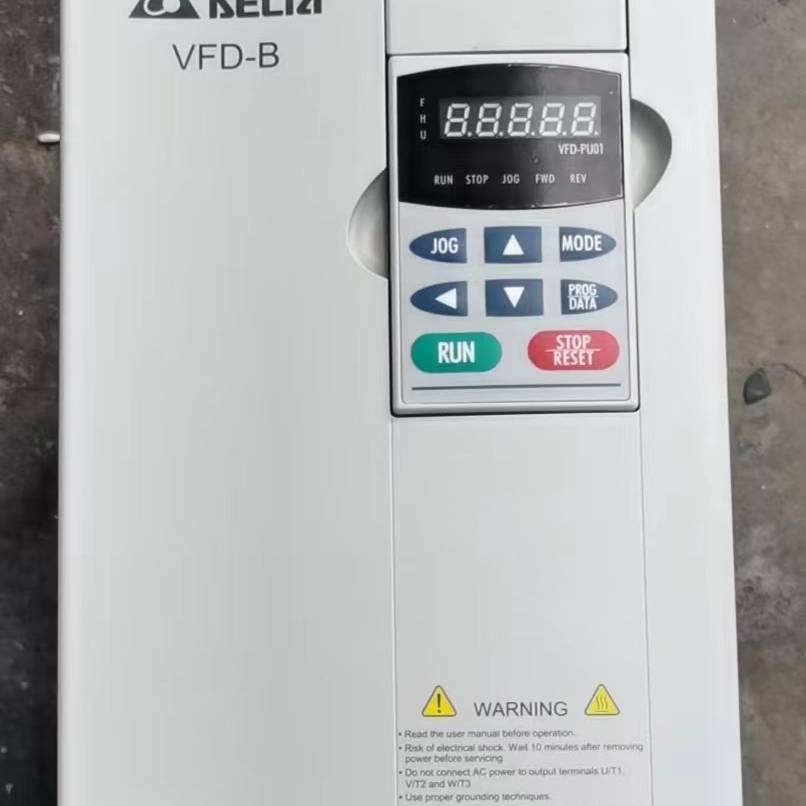 DELTA
VFD-B
F
H
U
8.8.8.8.8.
VFD-PU01
RUN STOP JOG FWD REV
JOG MODE
PROG
DATA
RUN STOP
RESET
WARNING
• Read the user manual before operation.
• Risk of electrical shock. Wait 10 minutes after removing
power before servicing
• Do not connect AC power to output terminals U/T1,
V/T2 and W/T3
• Use proper grounding techniques.